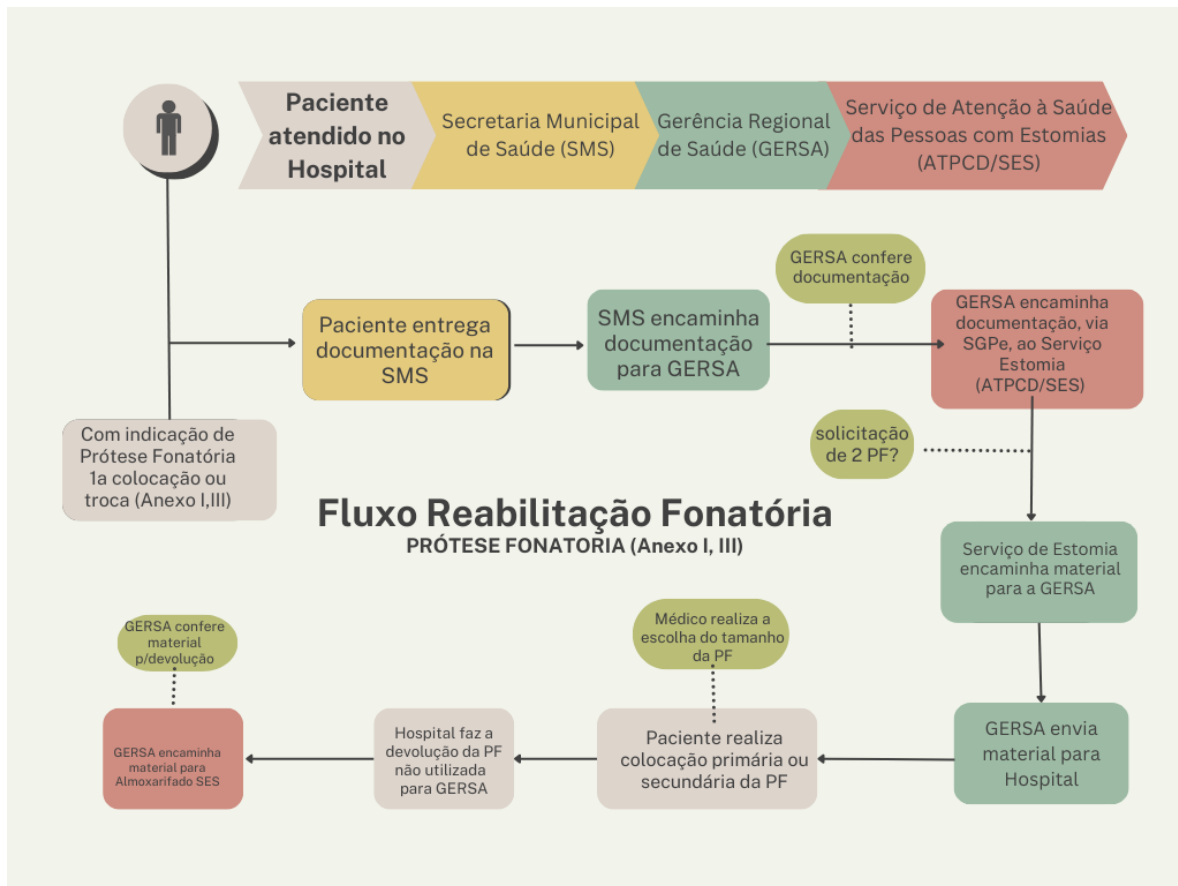 Paciente
atendido no
Hospital
Secretaria Municipal
de Saúde (SMS)
Gerência Regional
de Saúde (GERSA)
Serviço de Atenção à Saúde
das Pessoas com Estomias
(ATPCD/SES)
GERSA confere
documentação
Paciente entrega
documentação na
SMS
SMS encaminha
documentação
para GERSA
GERSA encaminha
documentação, via
SGPe, ao Serviço
Estomia
(ATPCD/SES)
Com indicação de
Prótese Fonatória
1a colocação ou
troca (Anexo I,III)
solicitação
de 2 PF?
Fluxo Reabilitação Fonatória
PRÓTESE FONATORIA (Anexo I, III)
Serviço de Estomia
encaminha material
para a GERSA
GERSA confere
material
p/devolução
Médico realiza a
escolha do tamanho
da PF
GERSA encaminha
material para
Almoxarifado SES
Hospital faz a
devolução da PF
não utilizada
para GERSA
Paciente realiza
colocação primária ou
secundária da PF
GERSA envia
material para
Hospital